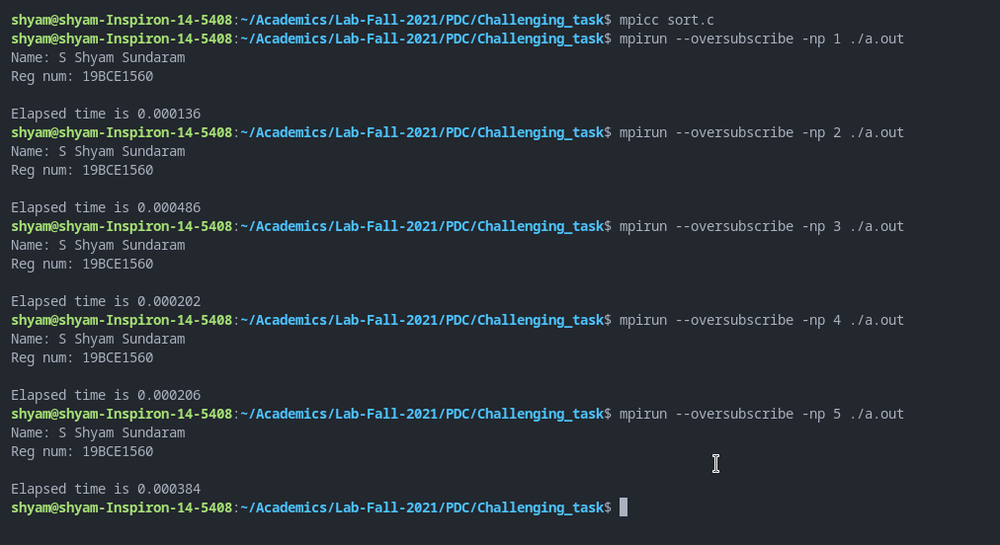 shyam@shyam-Inspiron-14-5408:~/Academics/Lab-Fall-2021/PDC/Challenging_task$ mpicc sort.c
shyam@shyam-Inspiron-14-5408:~/Academics/Lab-Fall-2021/PDC/Challenging_task$ mpirun --oversubscribe -np 1 ./a.out
Name: S Shyam Sundaram
Reg num: 19BCE1560
Elapsed time is 0.000136
shyam@shyam-Inspiron-14-5408:~/Academics/Lab-Fall-2021/PDC/Challenging_task$ mpirun --oversubscribe -np 2 ./a.out
Name: S Shyam Sundaram
Reg num: 19BCE1560
Elapsed time is 0.000486
shyam@shyam-Inspiron-14-5408:~/Academics/Lab-Fall-2021/PDC/Challenging_task$ mpirun --oversubscribe -np 3 ./a.out
Name: S Shyam Sundaram
Reg num: 19BCE1560
Elapsed time is 0.000202
shyam@shyam-Inspiron-14-5408:~/Academics/Lab-Fall-2021/PDC/Challenging_task$ mpirun --oversubscribe -np 4 ./a.out
Name: S Shyam Sundaram
Reg num: 19BCE1560
Elapsed time is 0.000206
shyam@shyam-Inspiron-14-5408:~/Academics/Lab-Fall-2021/PDC/Challenging_task$ mpirun --oversubscribe -np 5 ./a.out
Name: S Shyam Sundaram
Reg num: 19BCE1560
Elapsed time is 0.000384
shyam@shyam-Inspiron-14-5408:~/Academics/Lab-Fall-2021/PDC/Challenging_task$